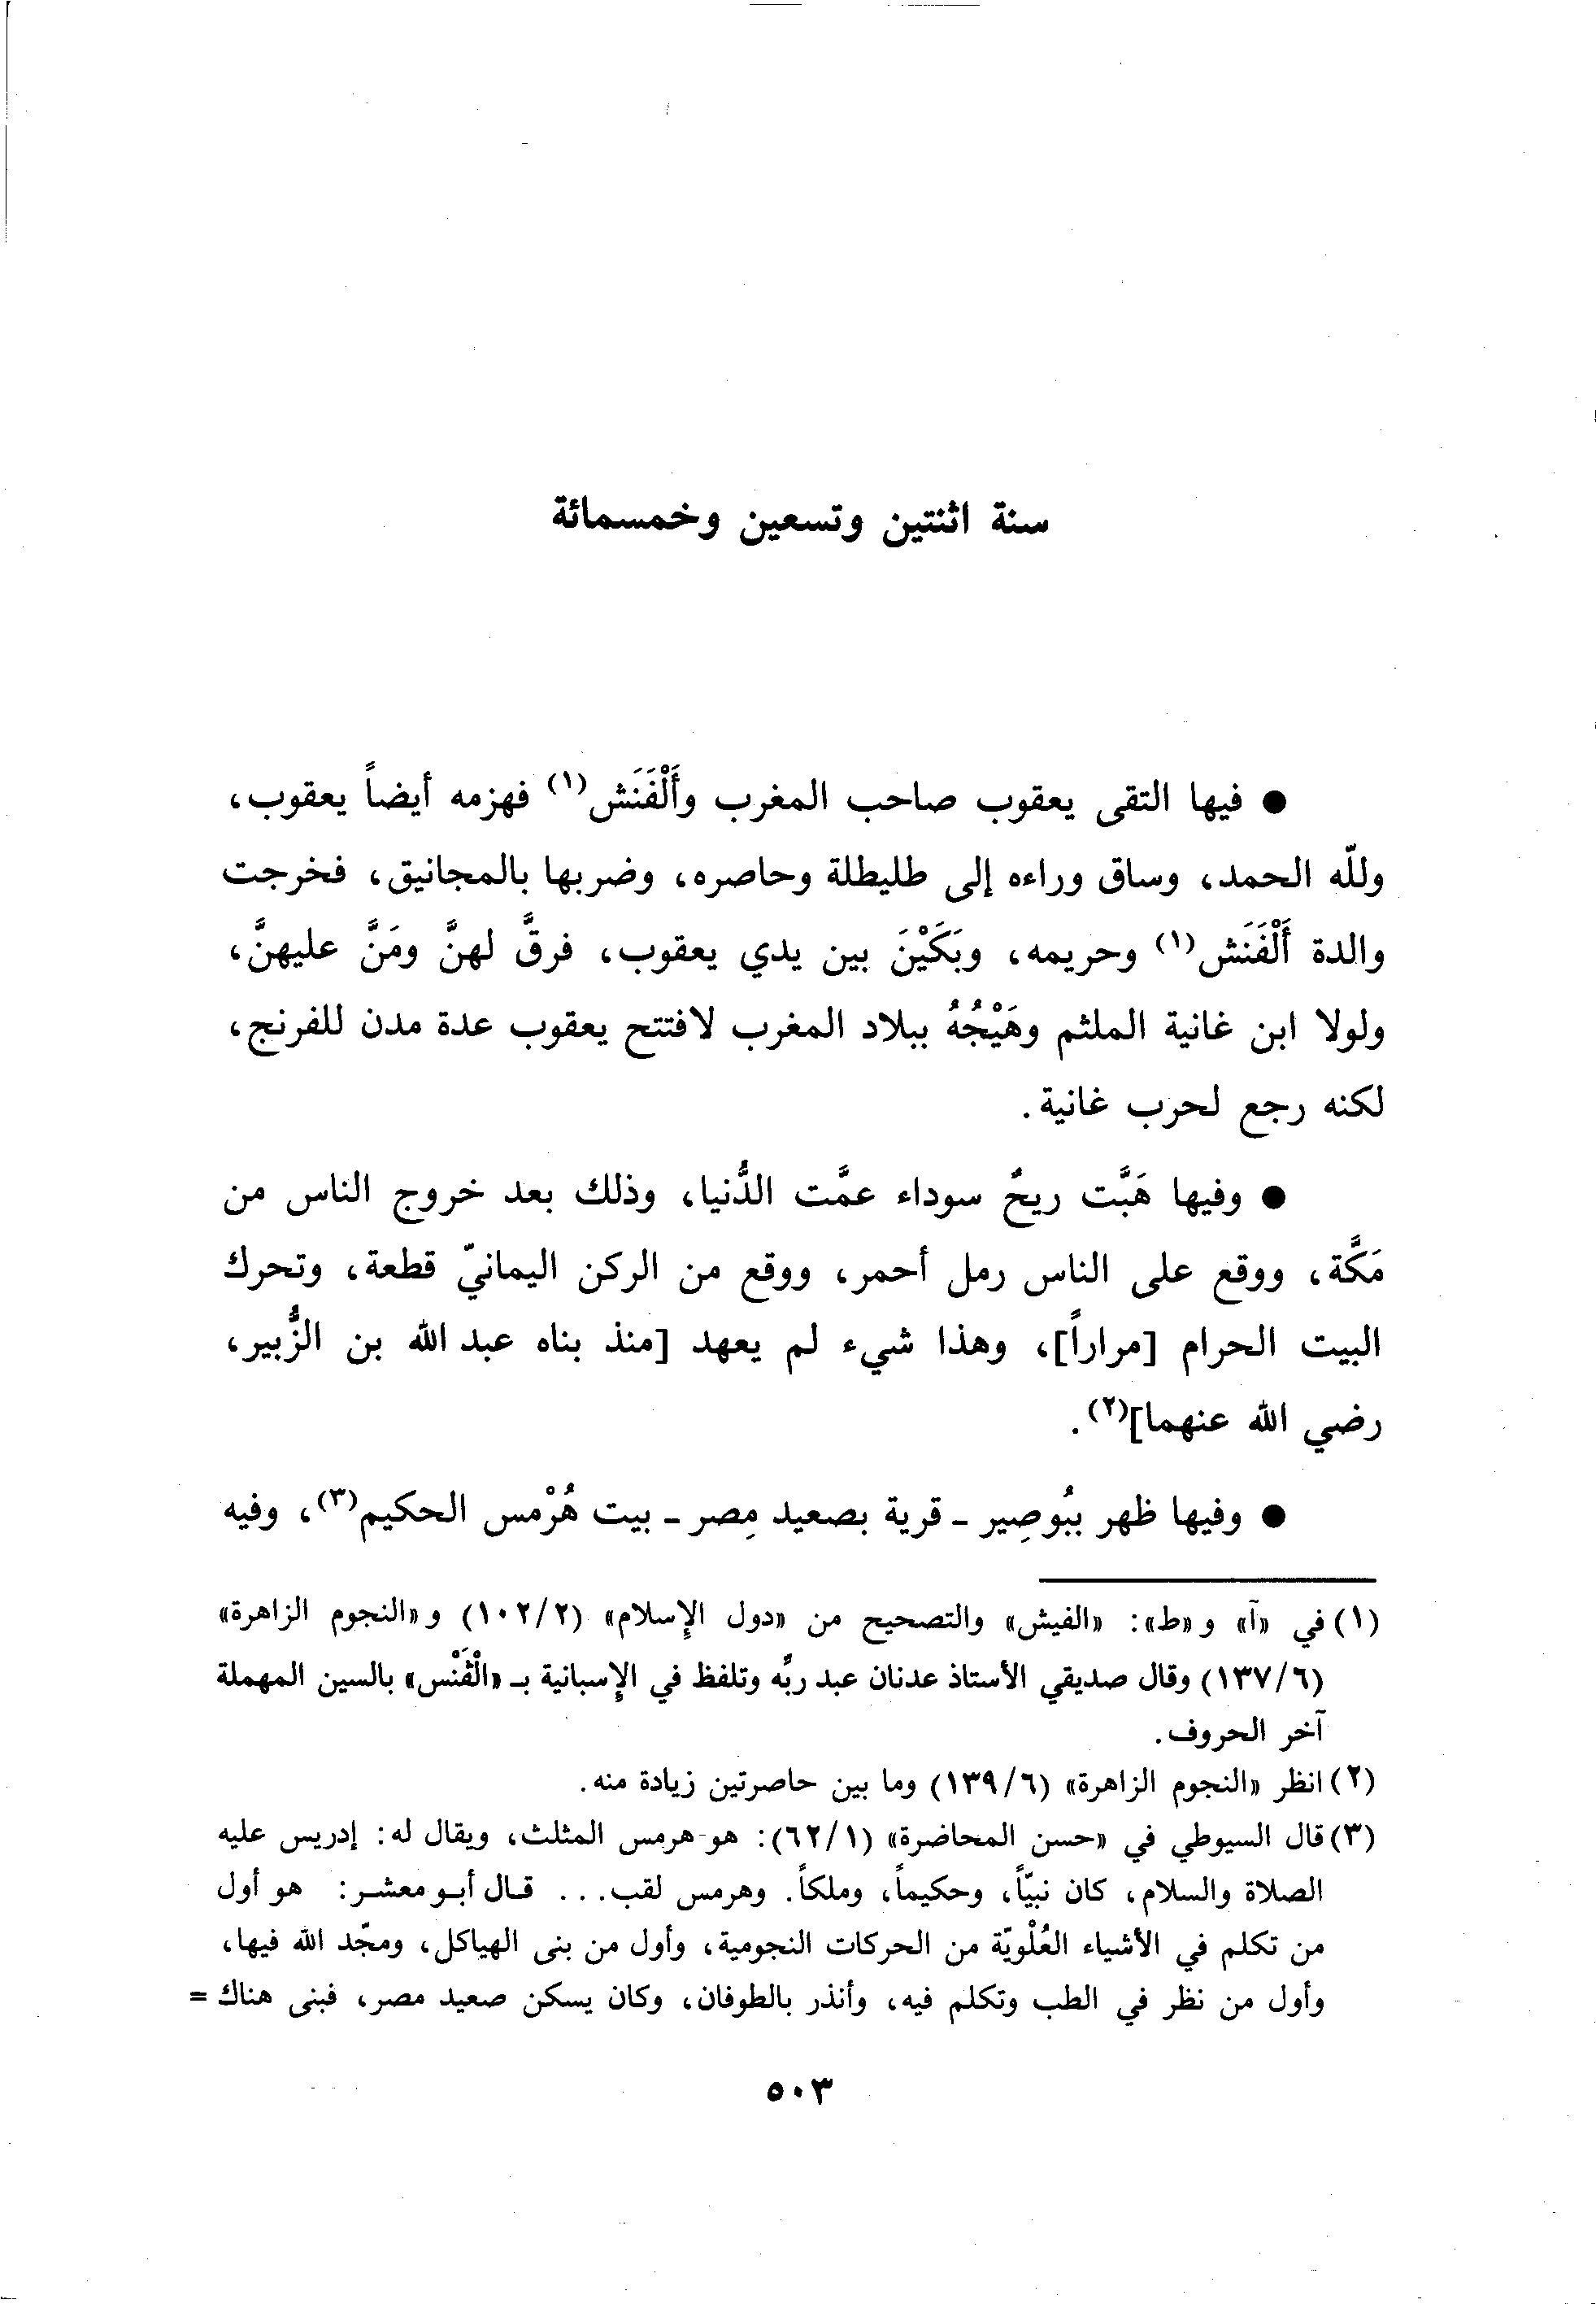 سنة اثنتين وتسعين وخمسمائة
● فيها التقى يعقوب صاحب المغرب وأَلْفَنَش(١) فهزمه أيضاً يعقوب،
وللّه الحمد، وساق وراءه إلى طليطلة وحاصره، وضربها بالمجانيق، فخرجت
والدة أَلْفَنَش(١) وحريمه، وبَكَيْنَ بين يدي يعقوب، فرقَّ لهنَّ ومَنَّ عليهنَّ،
ولولا ابن غانية الملثم وهَيْجُهُ ببلاد المغرب لافتتح يعقوب عدة مدن للفرنج،
لكنه رجع لحرب غانية.
● وفيها هَبَّت ريحٌ سوداء عمَّت الدُّنيا، وذلك بعد خروج الناس من
مَكَّة، ووقع على الناس رمل أحمر، ووقع من الركن اليمانيّ قطعة، وتحرك
البيت الحرام [مراراً]، وهذا شيء لم يعهد [منذ بناه عبد الله بن الزُّبير،
رضي الله عنهما](٢).
● وفيها ظهر ببُوصِير - قرية بصعيد مِصر - بيت هُرْمس الحكيم(٣)، وفيه
(١) في «آ» و«ط»: «الفيش» والتصحيح من «دول الإسلام» (١٠٢/٢) و«النجوم الزاهرة»
(١٣٧/٦) وقال صديقي الأستاذ عدنان عبد ربّه وتلفظ في الإسبانية بـ «الْفَنْس» بالسين المهملة
آخر الحروف.
(٢) انظر «النجوم الزاهرة» (١٣٩/٦) وما بين حاصرتين زيادة منه.
(٣) قال السيوطي في «حسن المحاضرة» (٦٢/١): هو هرمس المثلث، ويقال له: إدريس عليه
الصلاة والسلام، كان نبيّاً، وحكيماً، وملكاً. وهرمس لقب... قال أبو معشر: هو أول
من تكلم في الأشياء العُلْويّة من الحركات النجومية، وأول من بنى الهياكل، ومجّد الله فيها،
وأول من نظر في الطب وتكلم فيه، وأنذر بالطوفان، وكان يسكن صعيد مصر، فبنى هناك =
٥٠٣